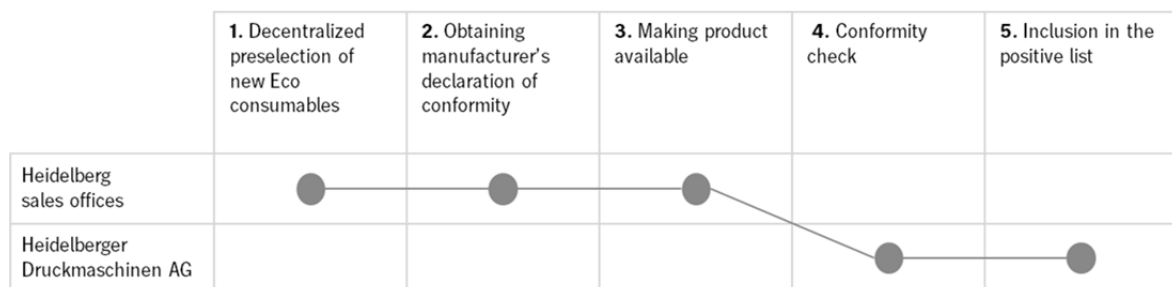 1. Decentralized
preselection of
new Eco
consumables
2. Obtaining
manufacturer's
declaration of
conformity
3. Making product
available
4. Conformity
check
5. Inclusion in the
positive list
Heidelberg
sales offices
Heidelberger
Druckmaschinen AG